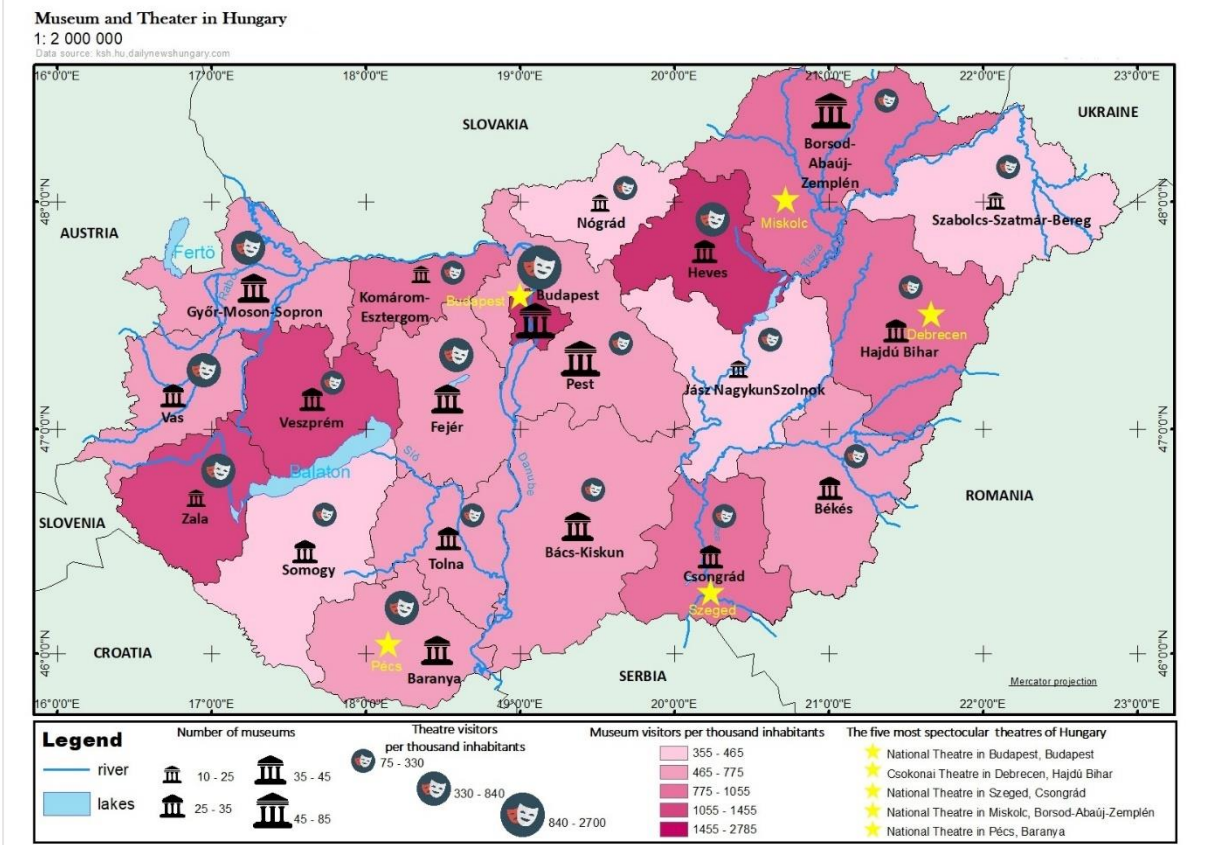 Museum and Theater in Hungary
1: 2 000 000
Data source: ksh.hu,dailynewshungary.com
16°0'0"E 17°0'0"E 18°0'0"E 19°0'0"E 20°0'0"E 21°0'0"E 22°0'0"E 23°0'0"E
SLOVAKIA
UKRAINE
Borsod-
Abaúj-
Zemplén
48°0'0"N
48°0'0"N
AUSTRIA
Nógrád
Miskolc
Szabolcs-Szatmár-Bereg
Fertö
Heves
Tisza
Rába
Győr-Moson-Sopron
Komárom-
Esztergom
Budapest
Budapest
Debrecen
Hajdú Bihar
Pest
Jász NagykunSzolnok
Vas
Veszprém
Fejér
47°0'0"N
47°0'0"N
Balaton
Sió
Danube
SLOVENIA
Zala
ROMANIA
Békés
Somogy
Tolna
Bács-Kiskun
Csongrád
Szeged
46°0'0"N
46°0'0"N
CROATIA
Pécs
Baranya
SERBIA
Mercator projection
16°0'0"E 17°0'0"E 18°0'0"E 19°0'0"E 20°0'0"E 21°0'0"E 22°0'0"E 23°0'0"E
Legend
river
lakes
Number of museums
10 - 25
25 - 35
35 - 45
45 - 85
Theatre visitors
per thousand inhabitants
75 - 330
330 - 840
840 - 2700
Museum visitors per thousand inhabitants
355 - 465
465 - 775
775 - 1055
1055 - 1455
1455 - 2785
The five most spectocular theatres of Hungary
National Theatre in Budapest, Budapest
Csokonai Theatre in Debrecen, Hajdú Bihar
National Theatre in Szeged, Csongrád
National Theatre in Miskolc, Borsod-Abaúj-Zemplén
National Theatre in Pécs, Baranya